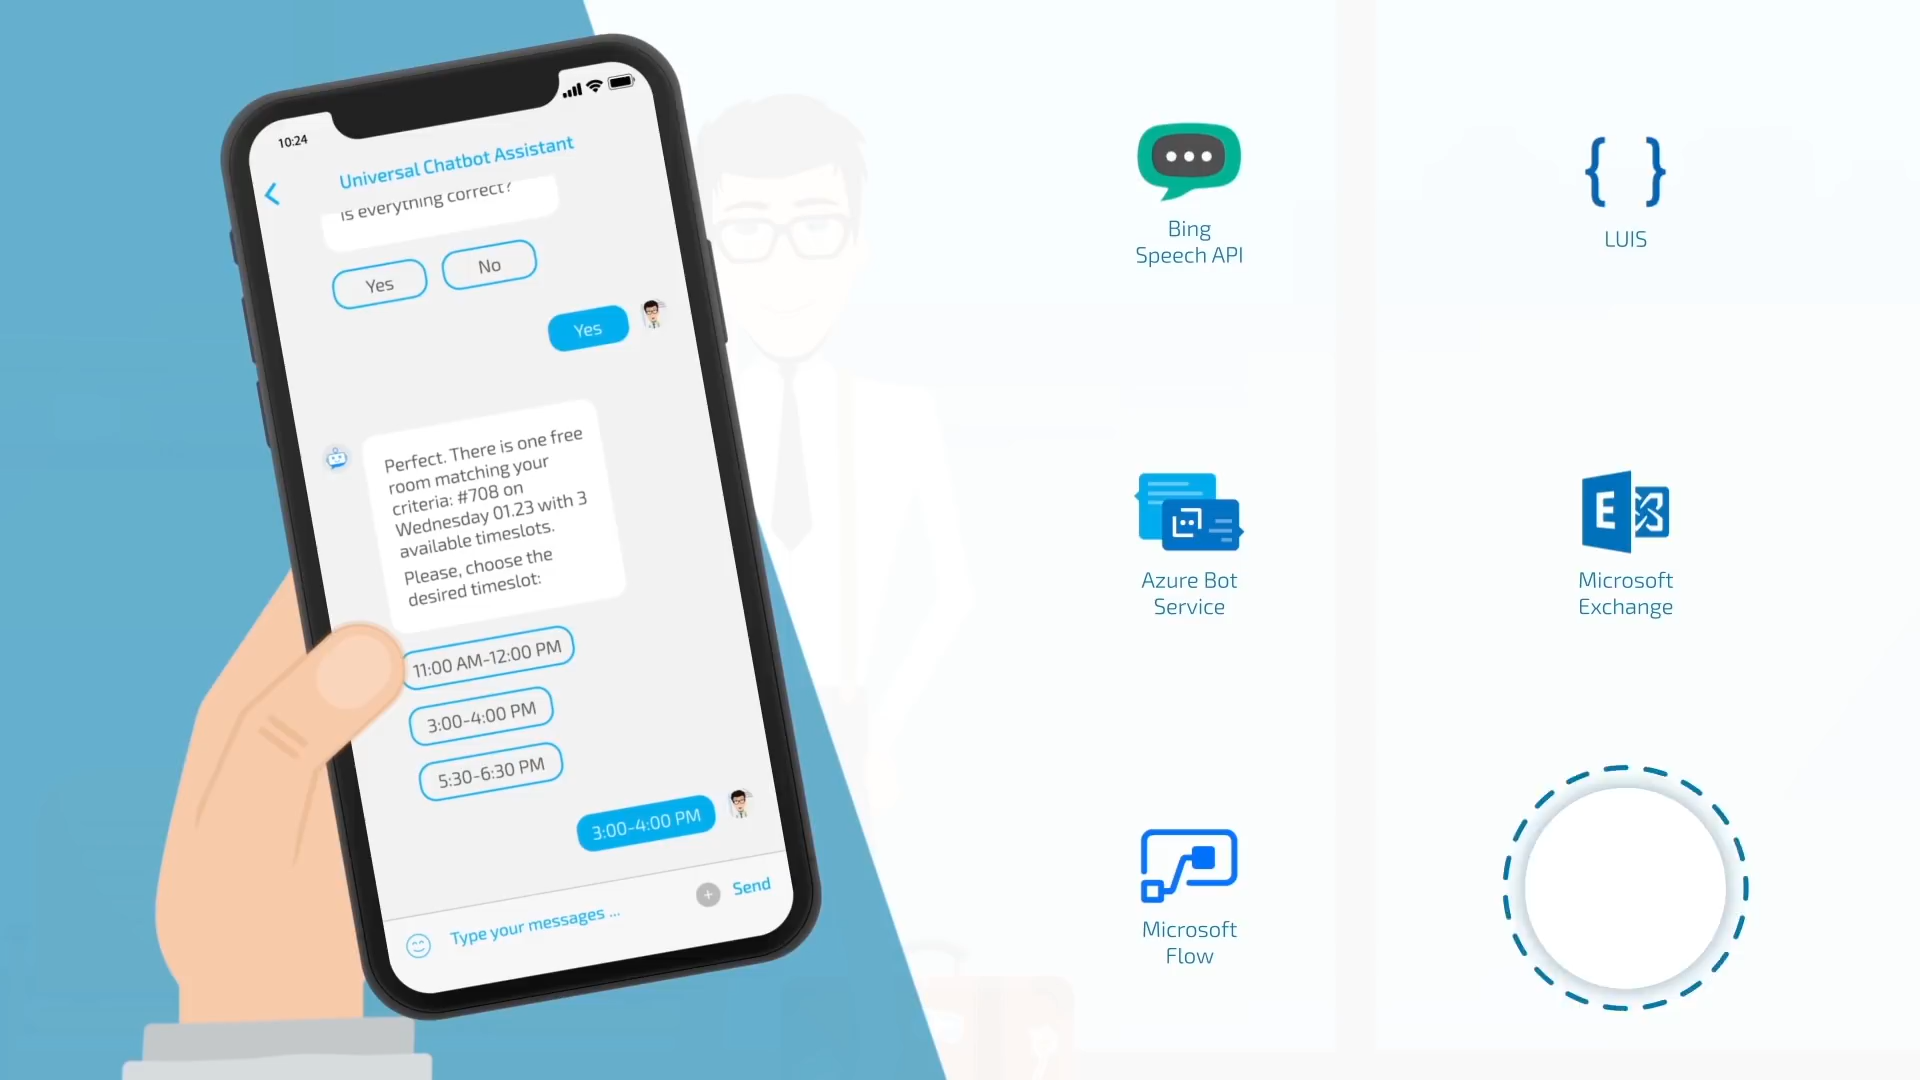 10:24
Universal Chatbot Assistant
is everything correct?
Yes
No
Yes
Perfect. There is one free
room matching your
criteria: #708 on
Wednesday 01.23 with 3
available timeslots.
Please, choose the
desired timeslot:
11:00 AM-12:00 PM
3:00-4:00 PM
5:30-6:30 PM
3:00-4:00 PM
Type your messages ...
+
Send
Bing
Speech API
{ }
LUIS
Azure Bot
Service
E
Microsoft
Exchange
Microsoft
Flow